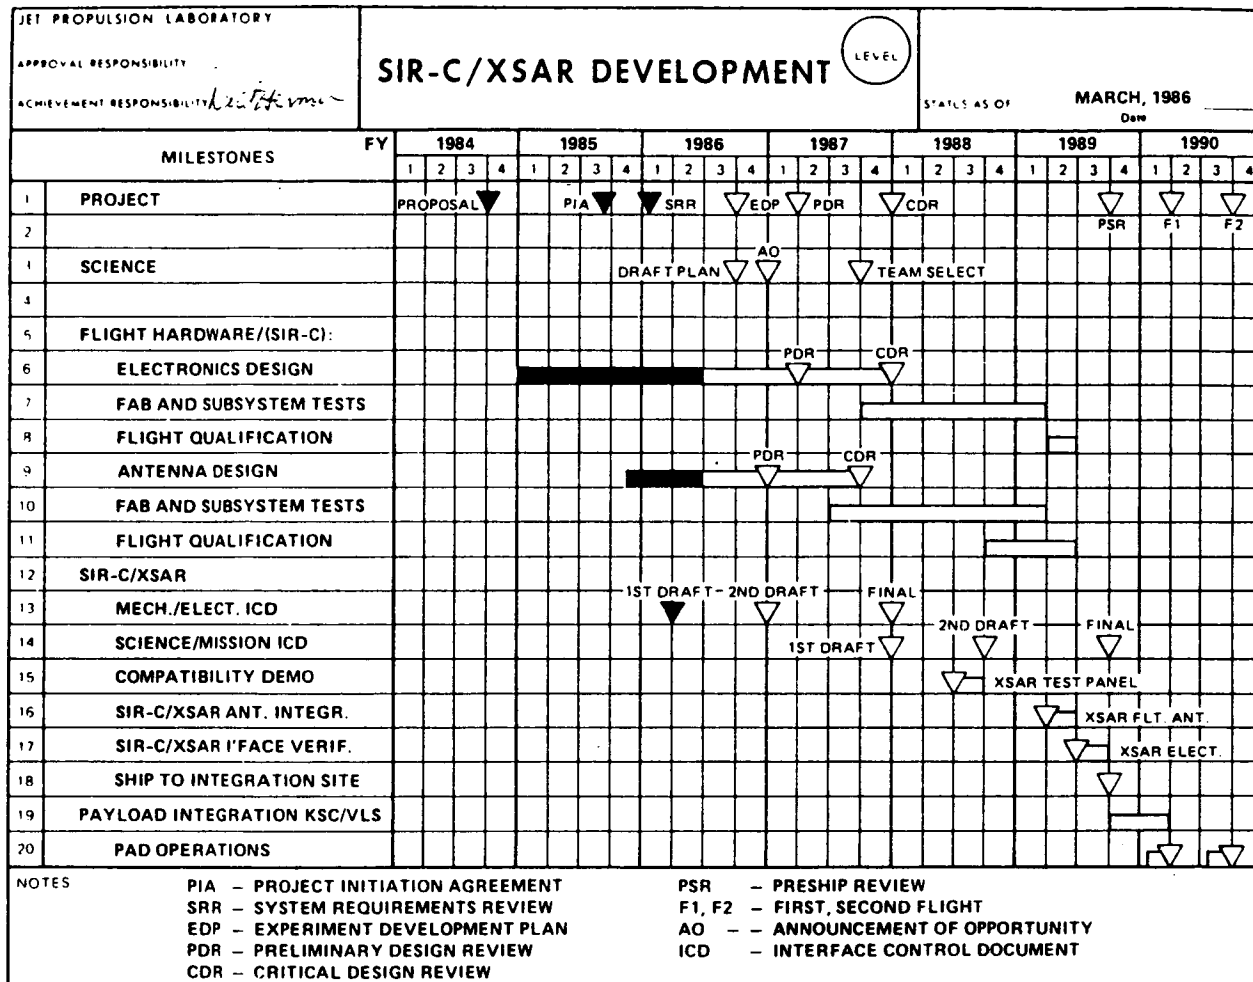 JET PROPULSION LABORATORY
APPROVAL RESPONSIBILITY
ACHIEVEMENT RESPONSIBILITY
SIR-C/XSAR DEVELOPMENT
LEVEL
STATUS AS OF MARCH, 1986
Date
MILESTONES FY 1984 1985 1986 1987 1988 1989 1990
1 2 3 4 1 2 3 4 1 2 3 4 1 2 3 4 1 2 3 4 1 2 3 4 1 2 3 4
1 PROJECT PROPOSAL PIA SRR EDP PDR CDR
2 PSR F1 F2
AO
3 SCIENCE DRAFT PLAN TEAM SELECT
4
5 FLIGHT HARDWARE/(SIR-C):
PDR CDR
6 ELECTRONICS DESIGN
7 FAB AND SUBSYSTEM TESTS
8 FLIGHT QUALIFICATION
PDR CDR
9 ANTENNA DESIGN
10 FAB AND SUBSYSTEM TESTS
11 FLIGHT QUALIFICATION
12 SIR-C/XSAR
1ST DRAFT - 2ND DRAFT FINAL
13 MECH./ELECT. ICD
2ND DRAFT FINAL
14 SCIENCE/MISSION ICD 1ST DRAFT
15 COMPATIBILITY DEMO XSAR TEST PANEL
16 SIR-C/XSAR ANT. INTEGR. XSAR FLT. ANT.
17 SIR-C/XSAR I'FACE VERIF. XSAR ELECT.
18 SHIP TO INTEGRATION SITE
19 PAYLOAD INTEGRATION KSC/VLS
20 PAD OPERATIONS
NOTES
PIA – PROJECT INITIATION AGREEMENT
SRR – SYSTEM REQUIREMENTS REVIEW
EDP – EXPERIMENT DEVELOPMENT PLAN
PDR – PRELIMINARY DESIGN REVIEW
CDR – CRITICAL DESIGN REVIEW
PSR – PRESHIP REVIEW
F1, F2 – FIRST, SECOND FLIGHT
AO – – ANNOUNCEMENT OF OPPORTUNITY
ICD – INTERFACE CONTROL DOCUMENT